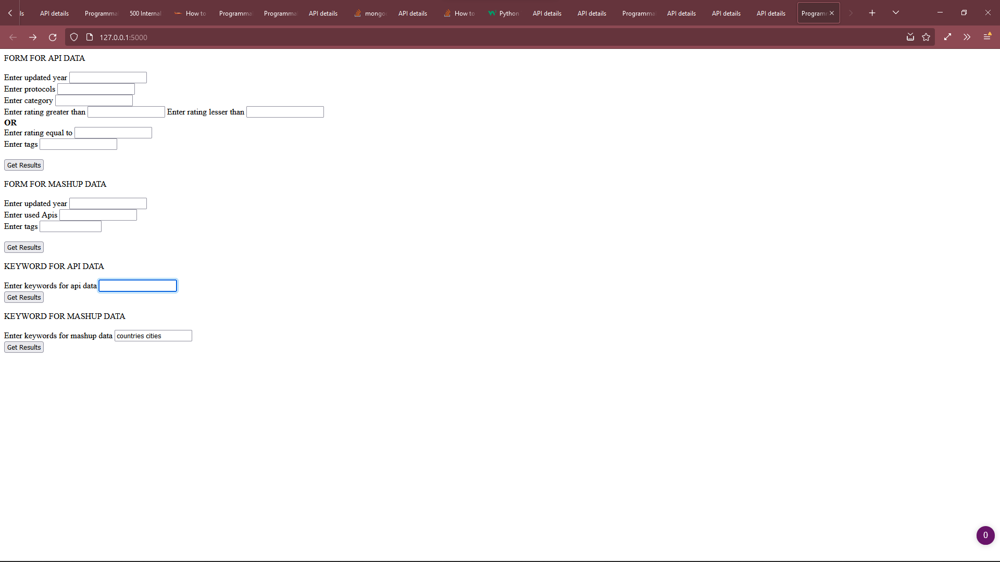 ls API details Programma 500 Internal How to Programma Programma API details mongo API details How to Python API details API details Programma API details API details API details Program
127.0.0.1:5000
FORM FOR API DATA
Enter updated year
Enter protocols
Enter category
Enter rating greater than Enter rating lesser than
OR
Enter rating equal to
Enter tags
Get Results
FORM FOR MASHUP DATA
Enter updated year
Enter used Apis
Enter tags
Get Results
KEYWORD FOR API DATA
Enter keywords for api data
Get Results
KEYWORD FOR MASHUP DATA
Enter keywords for mashup data countries cities
Get Results
0